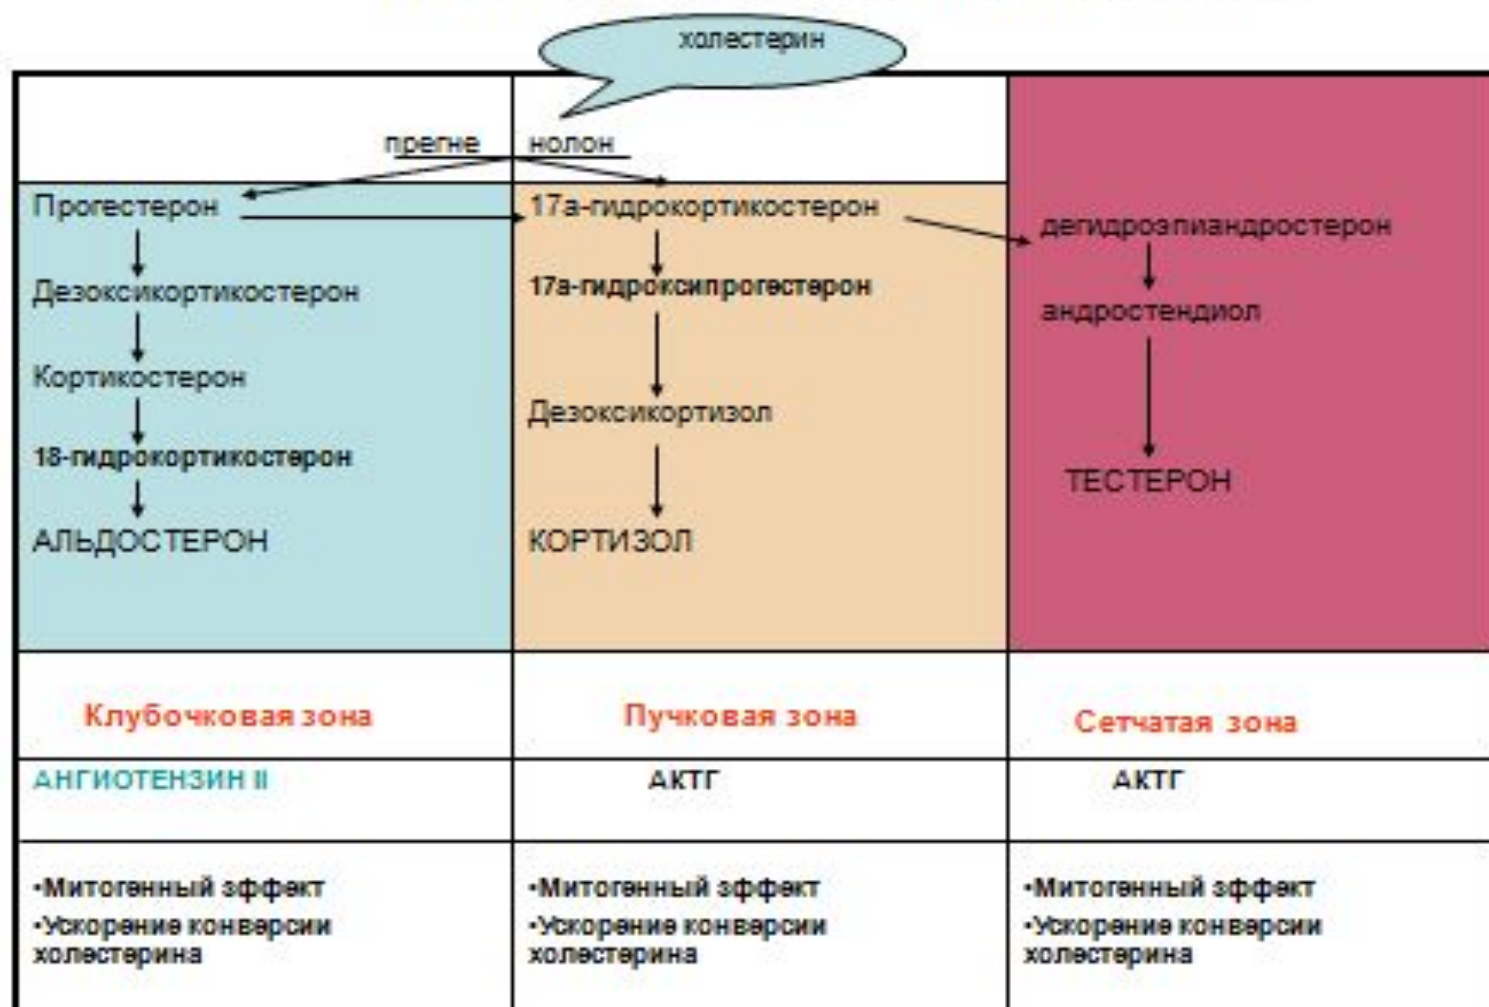 холестерин
прегне нолон
Прогестерон
Дезоксикортикостерон
Кортикостерон
18-гидрокортикостерон
АЛЬДОСТЕРОН
17а-гидрокортикостерон
17а-гидроксипрогестерон
Дезоксикортизол
КОРТИЗОЛ
дегидроэпиандростерон
андростендиол
ТЕСТЕРОН
Клубочковая зона
Пучковая зона
Сетчатая зона
АНГИОТЕНЗИН II
АКТГ
АКТГ
•Митогенный эффект
•Ускорение конверсии
холестерина
•Митогенный эффект
•Ускорение конверсии
холестерина
•Митогенный эффект
•Ускорение конверсии
холестерина